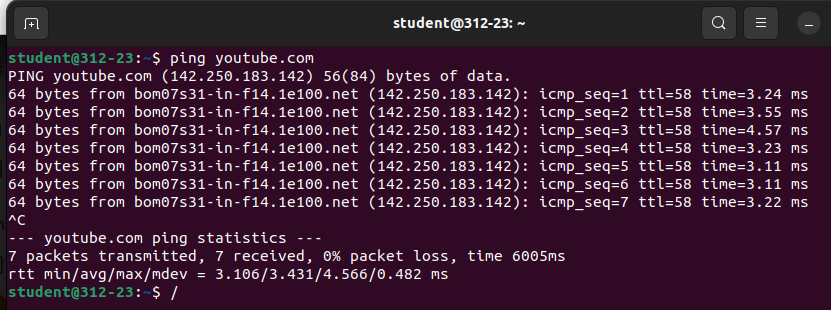 student@312-23: ~
student@312-23:~$ ping youtube.com
PING youtube.com (142.250.183.142) 56(84) bytes of data.
64 bytes from bom07s31-in-f14.1e100.net (142.250.183.142): icmp_seq=1 ttl=58 time=3.24 ms
64 bytes from bom07s31-in-f14.1e100.net (142.250.183.142): icmp_seq=2 ttl=58 time=3.55 ms
64 bytes from bom07s31-in-f14.1e100.net (142.250.183.142): icmp_seq=3 ttl=58 time=4.57 ms
64 bytes from bom07s31-in-f14.1e100.net (142.250.183.142): icmp_seq=4 ttl=58 time=3.23 ms
64 bytes from bom07s31-in-f14.1e100.net (142.250.183.142): icmp_seq=5 ttl=58 time=3.11 ms
64 bytes from bom07s31-in-f14.1e100.net (142.250.183.142): icmp_seq=6 ttl=58 time=3.11 ms
64 bytes from bom07s31-in-f14.1e100.net (142.250.183.142): icmp_seq=7 ttl=58 time=3.22 ms
^C
--- youtube.com ping statistics ---
7 packets transmitted, 7 received, 0% packet loss, time 6005ms
rtt min/avg/max/mdev = 3.106/3.431/4.566/0.482 ms
student@312-23:~$ /